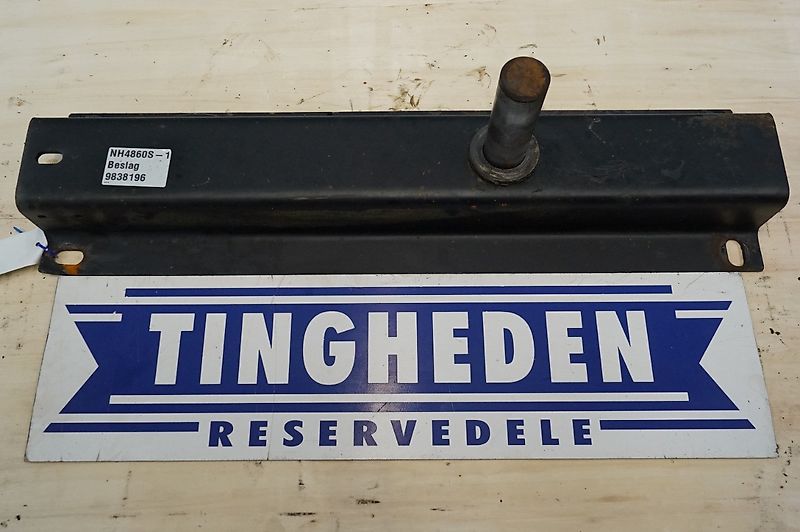 NH4860S-1
Beslag
9838196
TINGHEDEN
RESERVEDELE